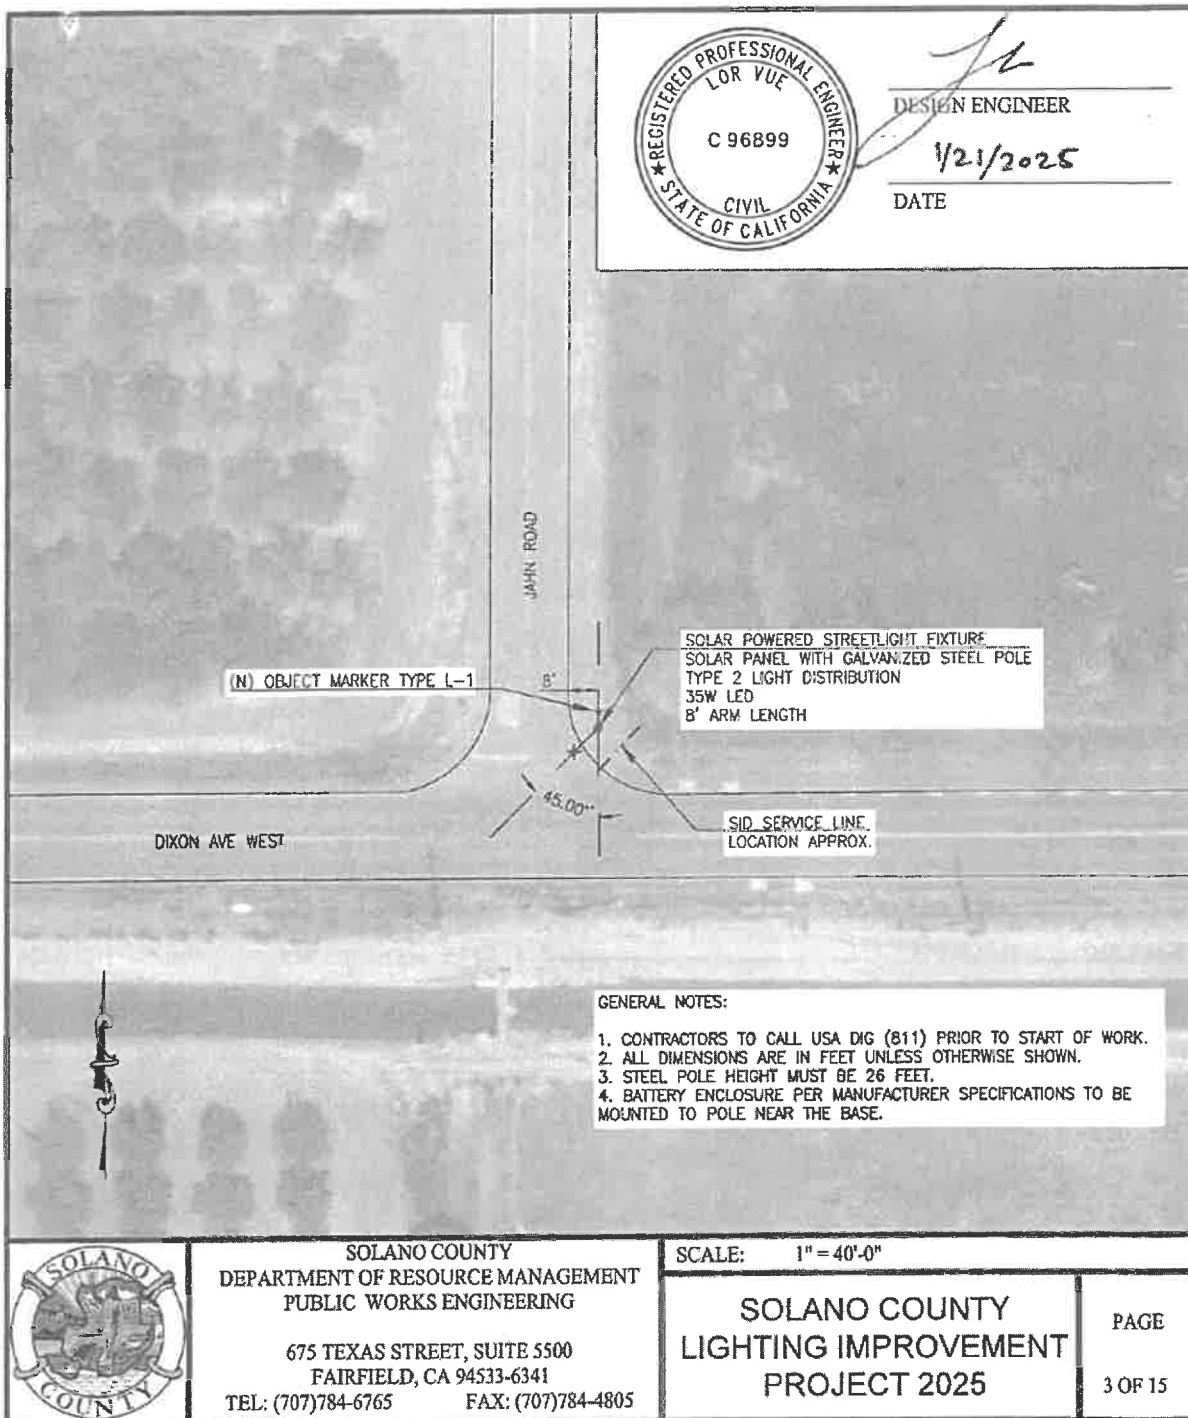 REGISTERED PROFESSIONAL ENGINEER
LOR VUE
C 96899
CIVIL
STATE OF CALIFORNIA
DESIGN ENGINEER
1/21/2025
DATE
JAHN ROAD
(N) OBJECT MARKER TYPE L-1
8'
SOLAR POWERED STREETLIGHT FIXTURE
SOLAR PANEL WITH GALVANIZED STEEL POLE
TYPE 2 LIGHT DISTRIBUTION
35W LED
8' ARM LENGTH
45.00°
SID SERVICE LINE
LOCATION APPROX.
DIXON AVE WEST
GENERAL NOTES:
1. CONTRACTORS TO CALL USA DIG (811) PRIOR TO START OF WORK.
2. ALL DIMENSIONS ARE IN FEET UNLESS OTHERWISE SHOWN.
3. STEEL POLE HEIGHT MUST BE 26 FEET.
4. BATTERY ENCLOSURE PER MANUFACTURER SPECIFICATIONS TO BE
MOUNTED TO POLE NEAR THE BASE.
SOLANO
COUNTY
SOLANO COUNTY
DEPARTMENT OF RESOURCE MANAGEMENT
PUBLIC WORKS ENGINEERING
675 TEXAS STREET, SUITE 5500
FAIRFIELD, CA 94533-6341
TEL: (707)784-6765 FAX: (707)784-4805
SCALE: 1" = 40'-0"
SOLANO COUNTY
LIGHTING IMPROVEMENT
PROJECT 2025
PAGE
3 OF 15